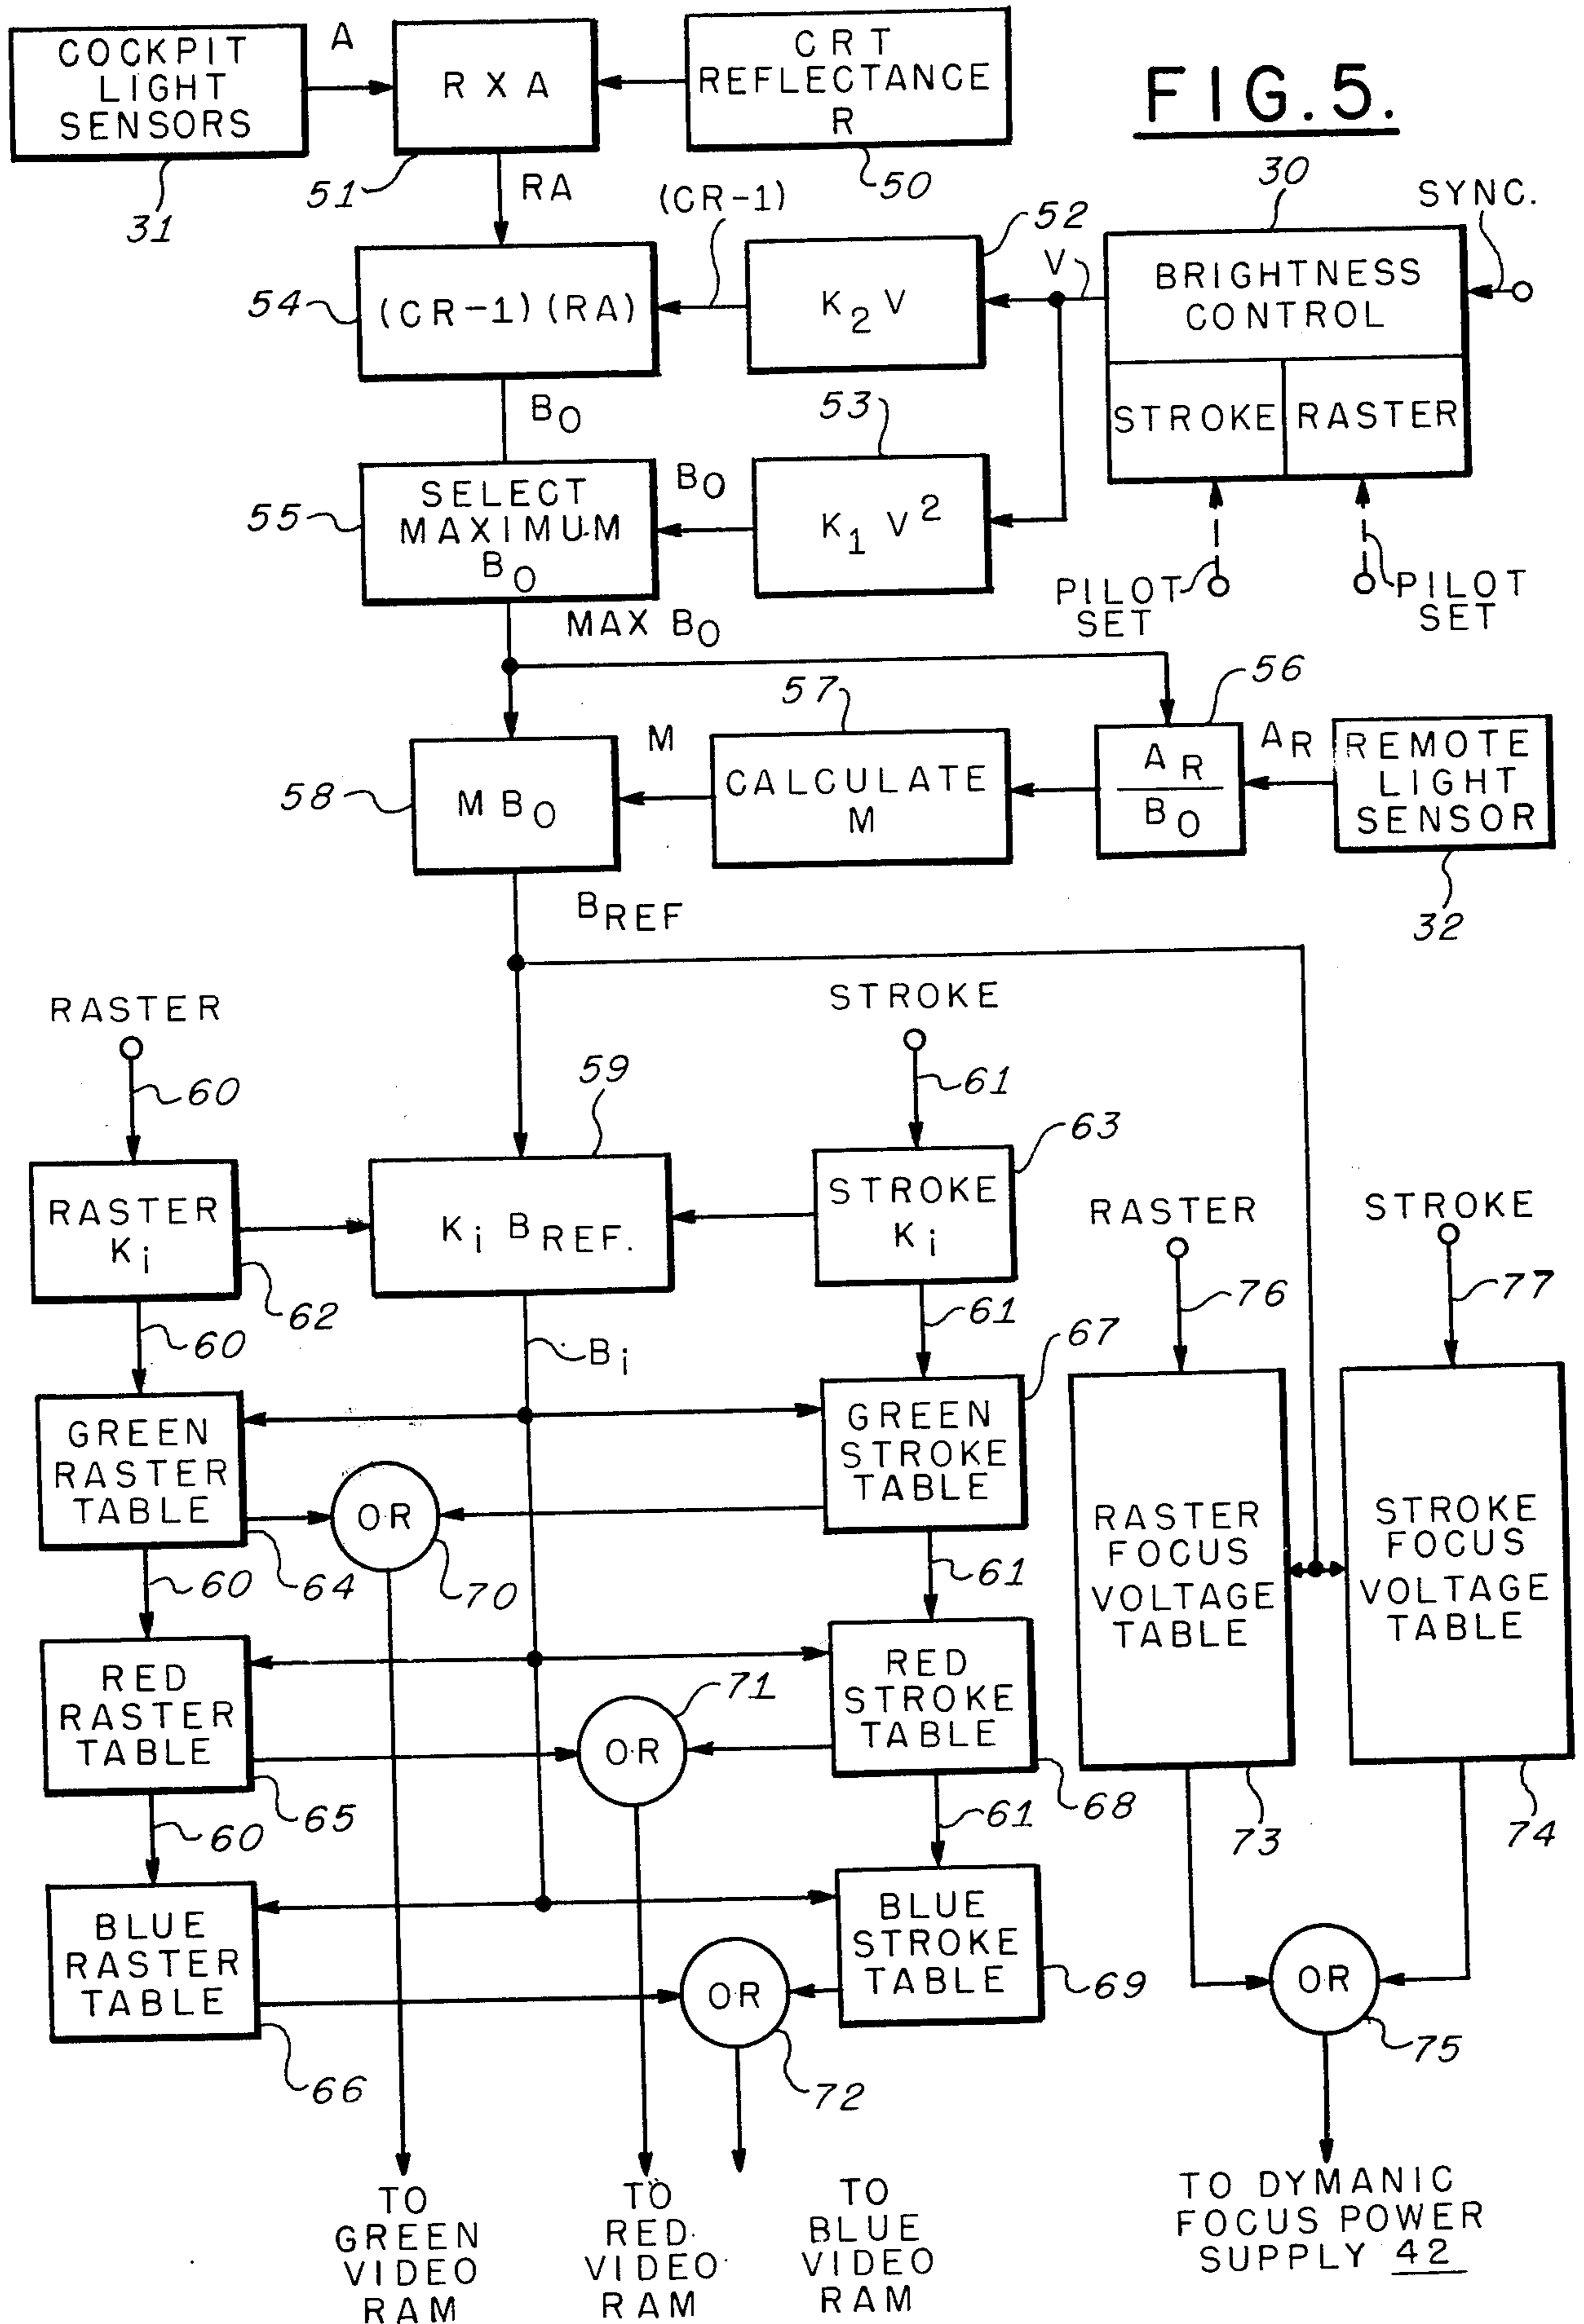 COCKPIT
LIGHT
SENSORS
A
R X A
CRT
REFLECTANCE
R
FIG. 5.
31
51
RA
50
(CR-1)
52
30
SYNC.
54
(CR-1)(RA)
K2 V
V
BRIGHTNESS
CONTROL
STROKE
RASTER
BO
53
55
SELECT
MAXIMUM
BO
BO
K1 V2
PILOT
SET
PILOT
SET
MAX BO
57
56
58
M BO
M
CALCULATE
M
AR
BO
AR
REMOTE
LIGHT
SENSOR
32
BREF
RASTER
STROKE
60
59
61
63
RASTER
Ki
Ki BREF.
STROKE
Ki
RASTER
STROKE
62
60
Bi
61
67
76
77
GREEN
RASTER
TABLE
OR
GREEN
STROKE
TABLE
64
70
60
61
RASTER
FOCUS
VOLTAGE
TABLE
STROKE
FOCUS
VOLTAGE
TABLE
RED
RASTER
TABLE
71
OR
RED
STROKE
TABLE
65
60
68
61
73
74
BLUE
RASTER
TABLE
OR
BLUE
STROKE
TABLE
69
OR
66
72
75
TO
GREEN
VIDEO
RAM
TO
RED
VIDEO
RAM
TO
BLUE
VIDEO
RAM
TO DYMANIC
FOCUS POWER
SUPPLY 42